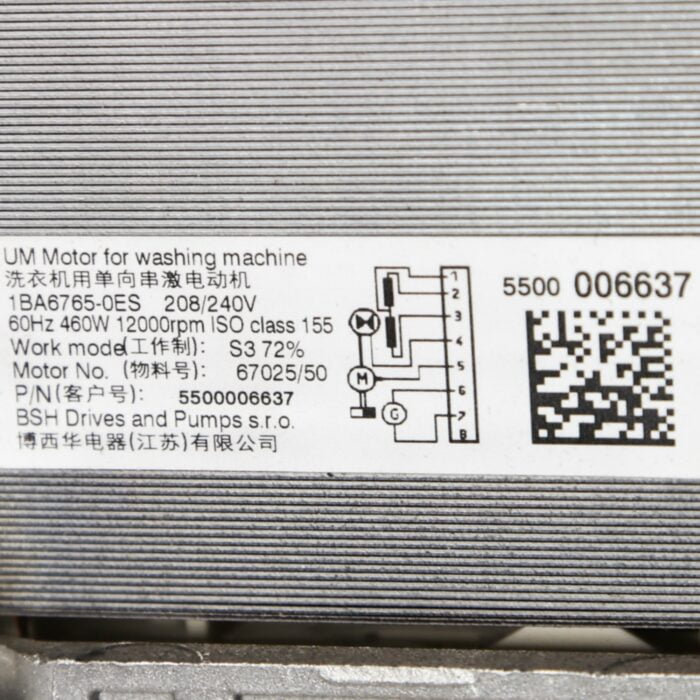 UM Motor for washing machine
洗衣机用单向串激电动机
1BA6765-0ES 208/240V
60Hz 460W 12000rpm ISO class 155
Work mode(工作制): S3 72%
Motor No. (物料号): 67025/50
P/N(客户号): 5500006637
BSH Drives and Pumps s.r.o.
博西华电器(江苏)有限公司
1
2
3
4
5
6
7
8
M
G
5500 006637